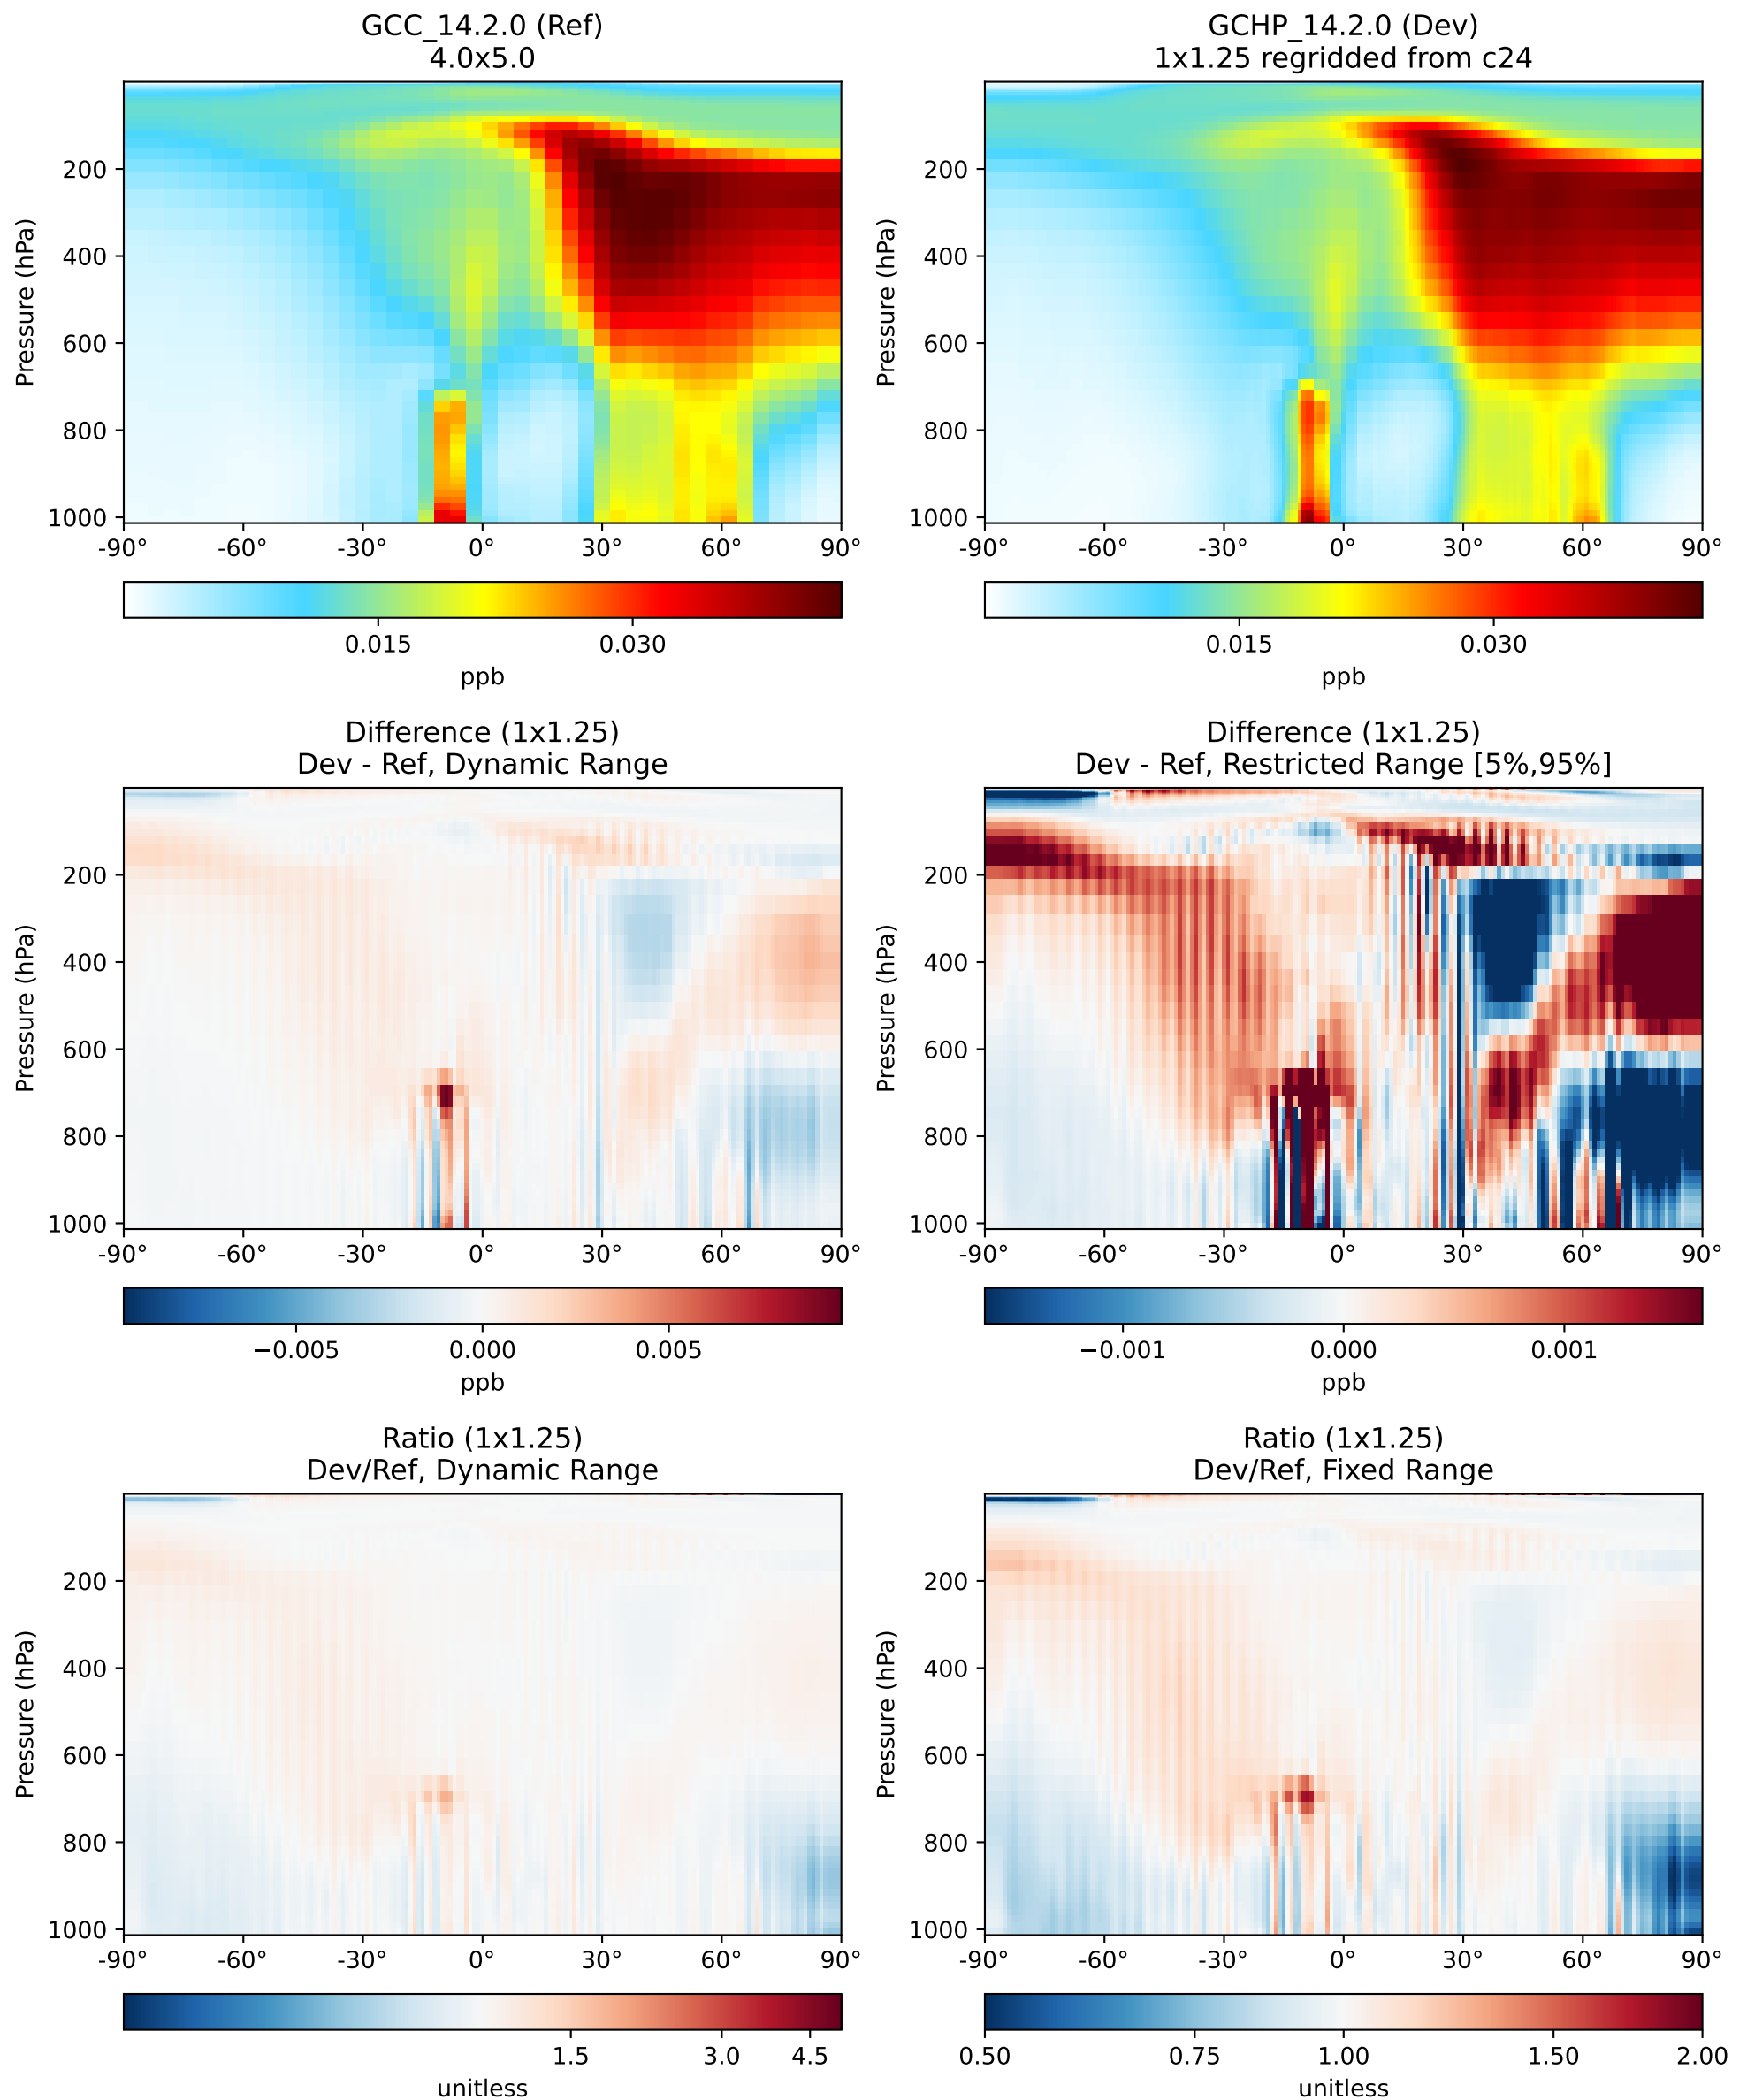 GCC_14.2.0 (Ref)
4.0x5.0
GCHP_14.2.0 (Dev)
1x1.25 regridded from c24
Pressure (hPa)
200
400
600
800
1000
-90° -60° -30° 0° 30° 60° 90°
0.015 0.030
ppb
Pressure (hPa)
200
400
600
800
1000
-90° -60° -30° 0° 30° 60° 90°
0.015 0.030
ppb
Difference (1x1.25)
Dev - Ref, Dynamic Range
Difference (1x1.25)
Dev - Ref, Restricted Range [5%,95%]
Pressure (hPa)
200
400
600
800
1000
-90° -60° -30° 0° 30° 60° 90°
−0.005 0.000 0.005
ppb
Pressure (hPa)
200
400
600
800
1000
-90° -60° -30° 0° 30° 60° 90°
−0.001 0.000 0.001
ppb
Ratio (1x1.25)
Dev/Ref, Dynamic Range
Ratio (1x1.25)
Dev/Ref, Fixed Range
Pressure (hPa)
200
400
600
800
1000
-90° -60° -30° 0° 30° 60° 90°
1.5 3.0 4.5
unitless
Pressure (hPa)
200
400
600
800
1000
-90° -60° -30° 0° 30° 60° 90°
0.50 0.75 1.00 1.50 2.00
unitless